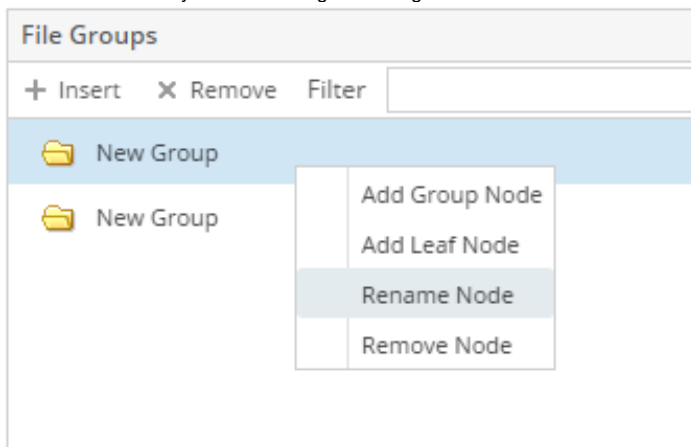 File Groups
+ Insert × Remove Filter
New Group
Add Group Node
New Group
Add Leaf Node
Rename Node
Remove Node